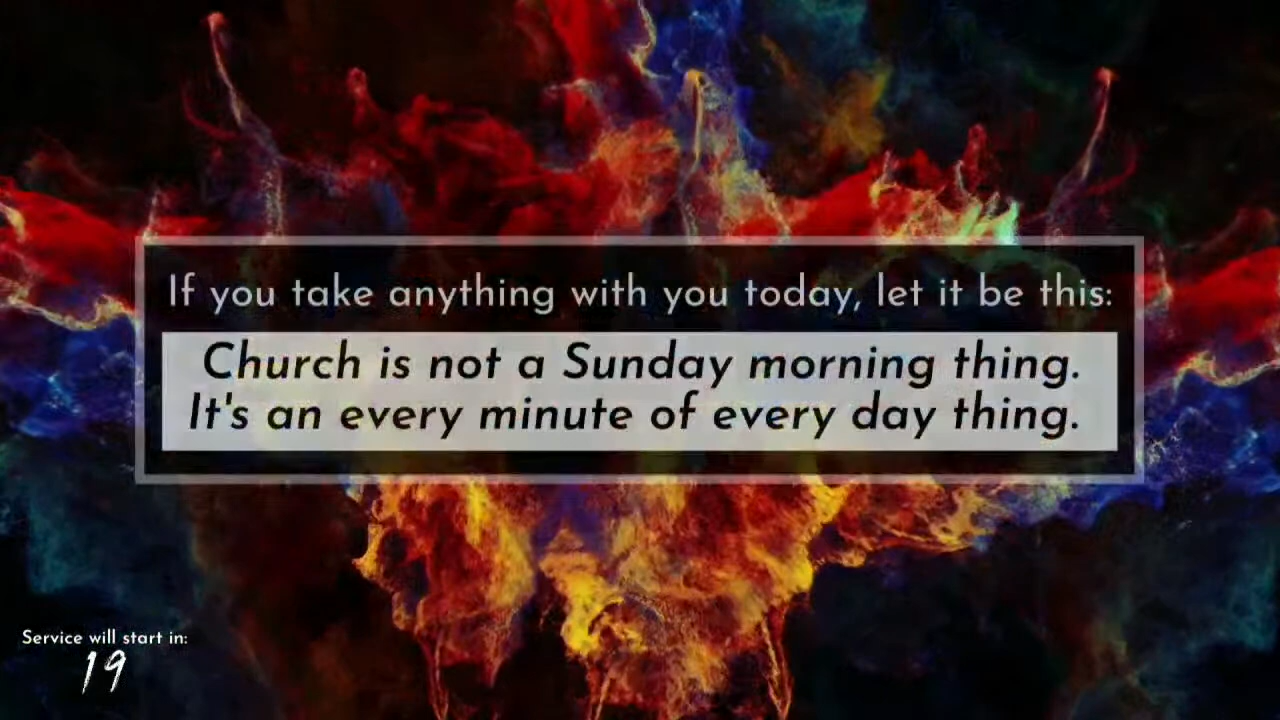 If you take anything with you today, let it be this:
Church is not a Sunday morning thing.
It's an every minute of every day thing.
Service will start in:
19